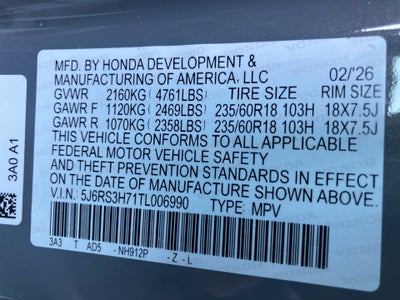 MFD. BY HONDA DEVELOPMENT &
MANUFACTURING OF AMERICA, LLC 02/'26
GVWR 2160KG (4761LBS) TIRE SIZE RIM SIZE
GAWR F 1120KG (2469LBS) 235/60R18 103H 18X7.5J
GAWR R 1070KG (2358LBS) 235/60R18 103H 18X7.5J
THIS VEHICLE CONFORMS TO ALL APPLICABLE
FEDERAL MOTOR VEHICLE SAFETY
AND THEFT PREVENTION STANDARDS IN EFFECT
ON THE DATE OF MANUFACTURE SHOWN ABOVE.
V.I.N.: 5J6RS3H71TL006990 TYPE: MPV
3A3 T AD5 - NH912P - Z - L
3A0 A1